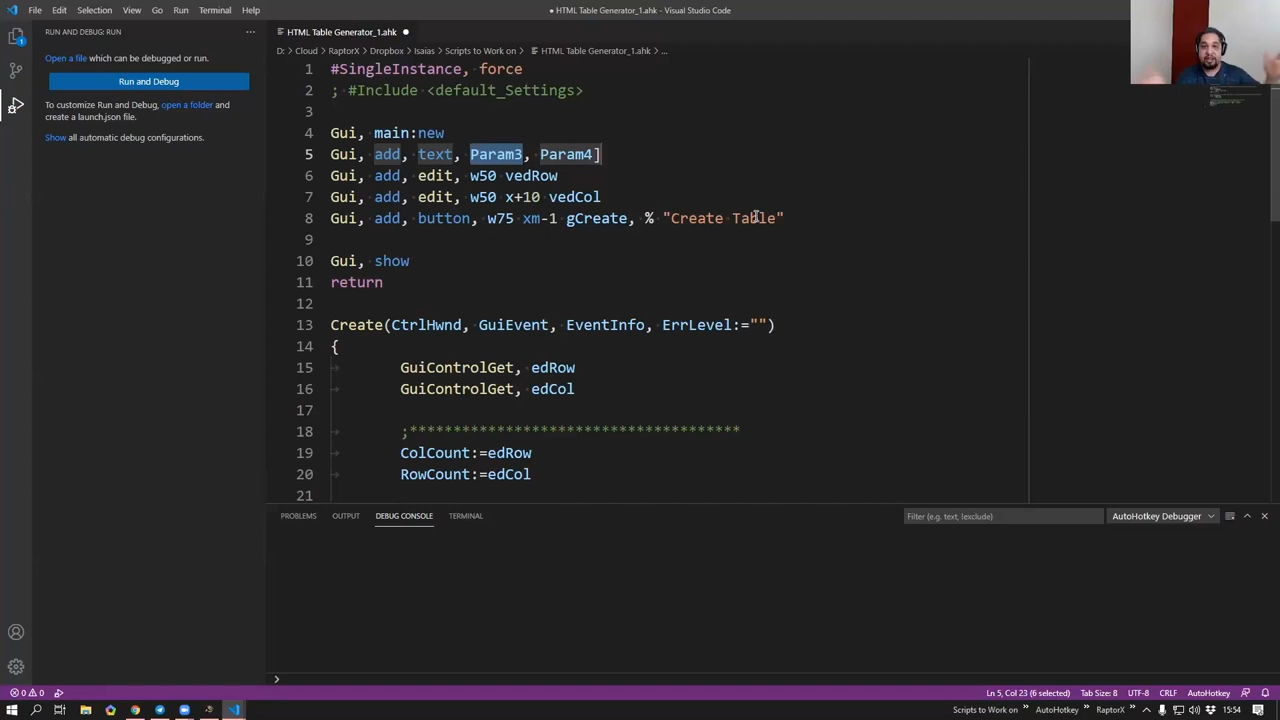 File Edit Selection View Go Run Terminal Help
● HTML Table Generator_1.ahk - Visual Studio Code
RUN AND DEBUG: RUN
Open a file which can be debugged or run.
Run and Debug
To customize Run and Debug, open a folder and
create a launch.json file.
Show all automatic debug configurations.
HTML Table Generator_1.ahk ●
D: > Cloud > RaptorX > Dropbox > Isaias > Scripts to Work on > HTML Table Generator_1.ahk > ...
1 #SingleInstance, force
2 ; #Include <default_Settings>
3
4 Gui, main:new
5 Gui, add, text, Param3, Param4]
6 Gui, add, edit, w50 vedRow
7 Gui, add, edit, w50 x+10 vedCol
8 Gui, add, button, w75 xm-1 gCreate, % "Create Table"
9
10 Gui, show
11 return
12
13 Create(CtrlHwnd, GuiEvent, EventInfo, ErrLevel:="")
14 {
15 GuiControlGet, edRow
16 GuiControlGet, edCol
17
18 ;*************************************
19 ColCount:=edRow
20 RowCount:=edCol
21
PROBLEMS OUTPUT DEBUG CONSOLE TERMINAL
Filter (e.g. text, !exclude)
AutoHotkey Debugger
0 0
Ln 5, Col 23 (6 selected) Tab Size: 8 UTF-8 CRLF AutoHotkey
Scripts to Work on AutoHotkey RaptorX 15:54